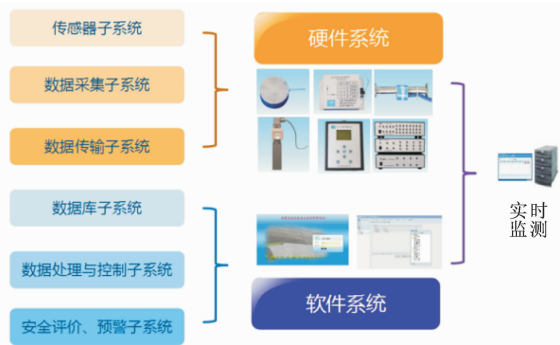 传感器子系统
数据采集子系统
数据传输子系统
数据库子系统
数据处理与控制子系统
安全评价、预警子系统
硬件系统
软件系统
实时
监测